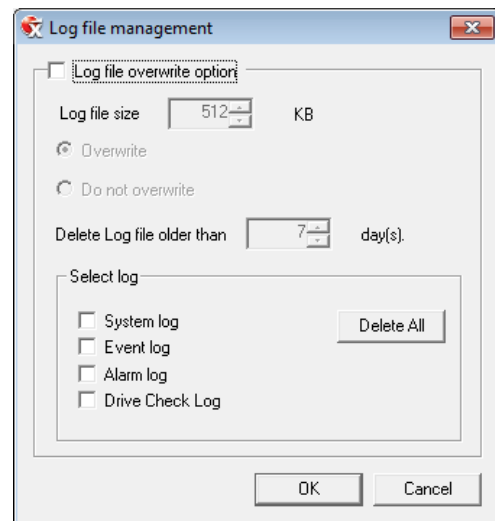 Log file management
Log file overwrite option
Log file size 512 KB
Overwrite
Do not overwrite
Delete Log file older than 7 day(s).
Select log
System log
Delete All
Event log
Alarm log
Drive Check Log
OK Cancel